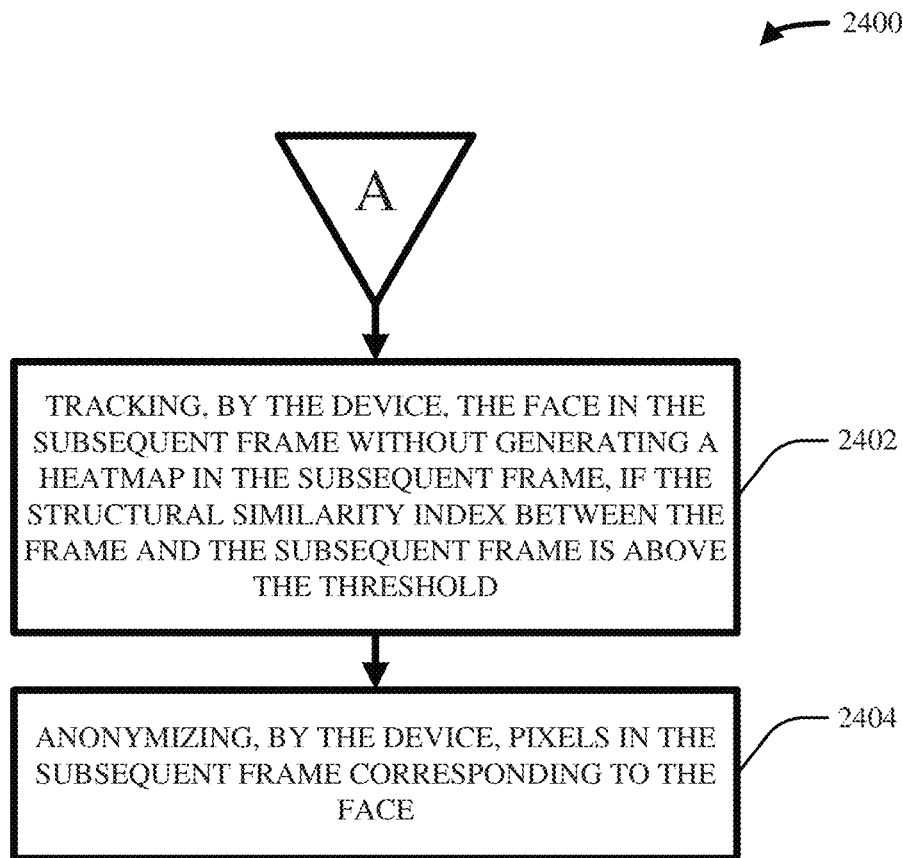 2400
A
TRACKING, BY THE DEVICE, THE FACE IN THE
SUBSEQUENT FRAME WITHOUT GENERATING A
HEATMAP IN THE SUBSEQUENT FRAME, IF THE
STRUCTURAL SIMILARITY INDEX BETWEEN THE
FRAME AND THE SUBSEQUENT FRAME IS ABOVE
THE THRESHOLD
2402
ANONYMIZING, BY THE DEVICE, PIXELS IN THE
SUBSEQUENT FRAME CORRESPONDING TO THE
FACE
2404